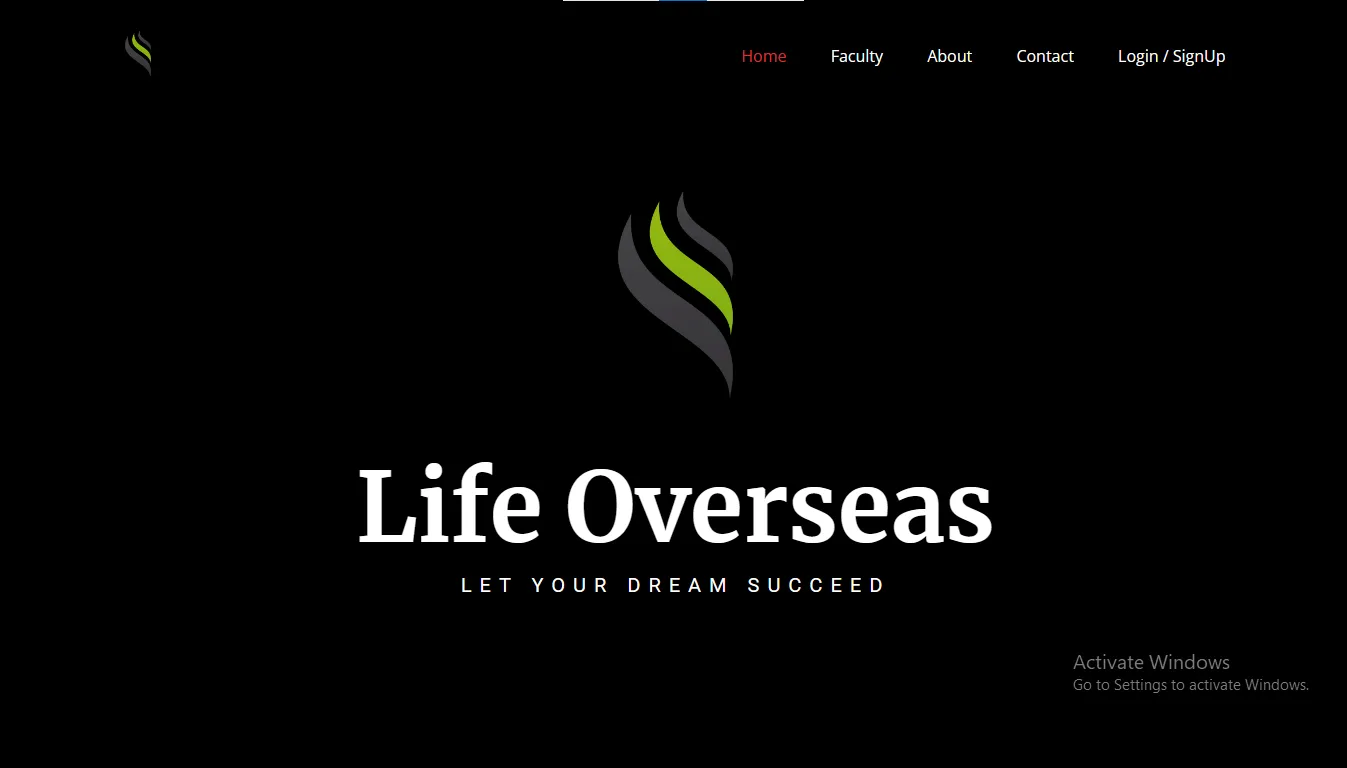 Home Faculty About Contact Login / SignUp
Life Overseas
LET YOUR DREAM SUCCEED
Activate Windows
Go to Settings to activate Windows.